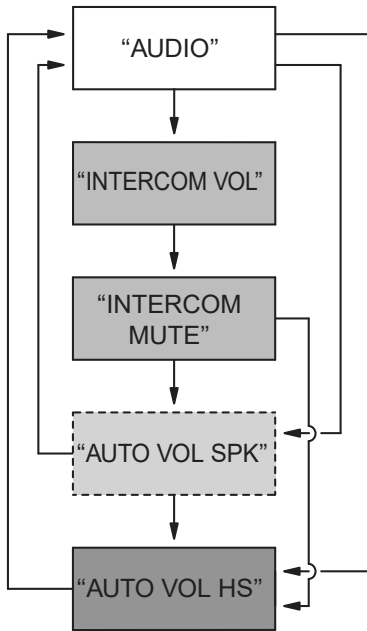 “AUDIO”
“INTERCOM VOL”
“INTERCOM
MUTE”
“AUTO VOL SPK”
“AUTO VOL HS”